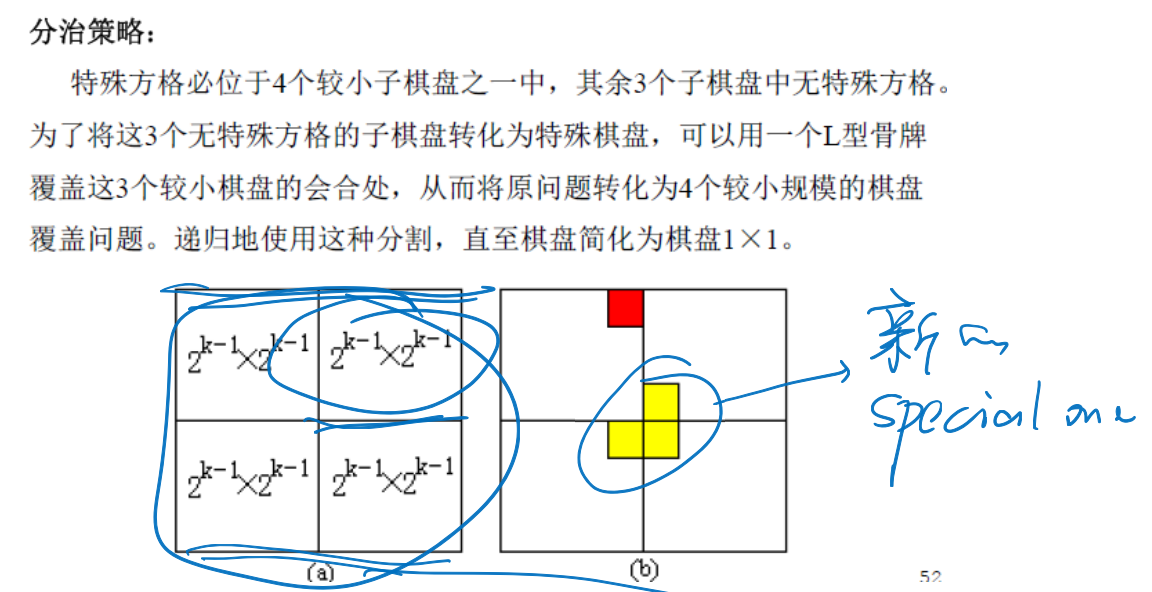 分治策略：
特殊方格必位于4个较小子棋盘之一中，其余3个子棋盘中无特殊方格。
为了将这3个无特殊方格的子棋盘转化为特殊棋盘，可以用一个L型骨牌
覆盖这3个较小棋盘的会合处，从而将原问题转化为4个较小规模的棋盘
覆盖问题。递归地使用这种分割，直至棋盘简化为棋盘1×1。
2^{k-1}×2^{k-1} 2^{k-1}×2^{k-1}
2^{k-1}×2^{k-1} 2^{k-1}×2^{k-1}
(a)
(b)
新的
special one
52